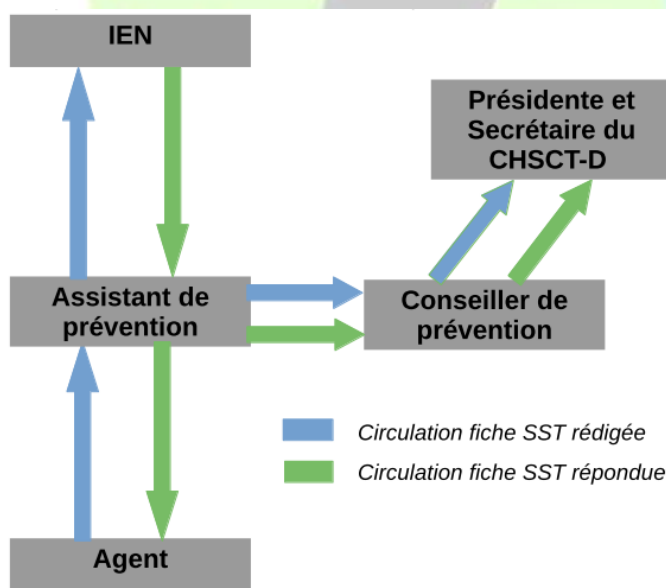 IEN
Présidente et
Secrétaire du
CHSCT-D
Assistant de
prévention
Conseiller de
prévention
Circulation fiche SST rédigée
Circulation fiche SST répondue
Agent